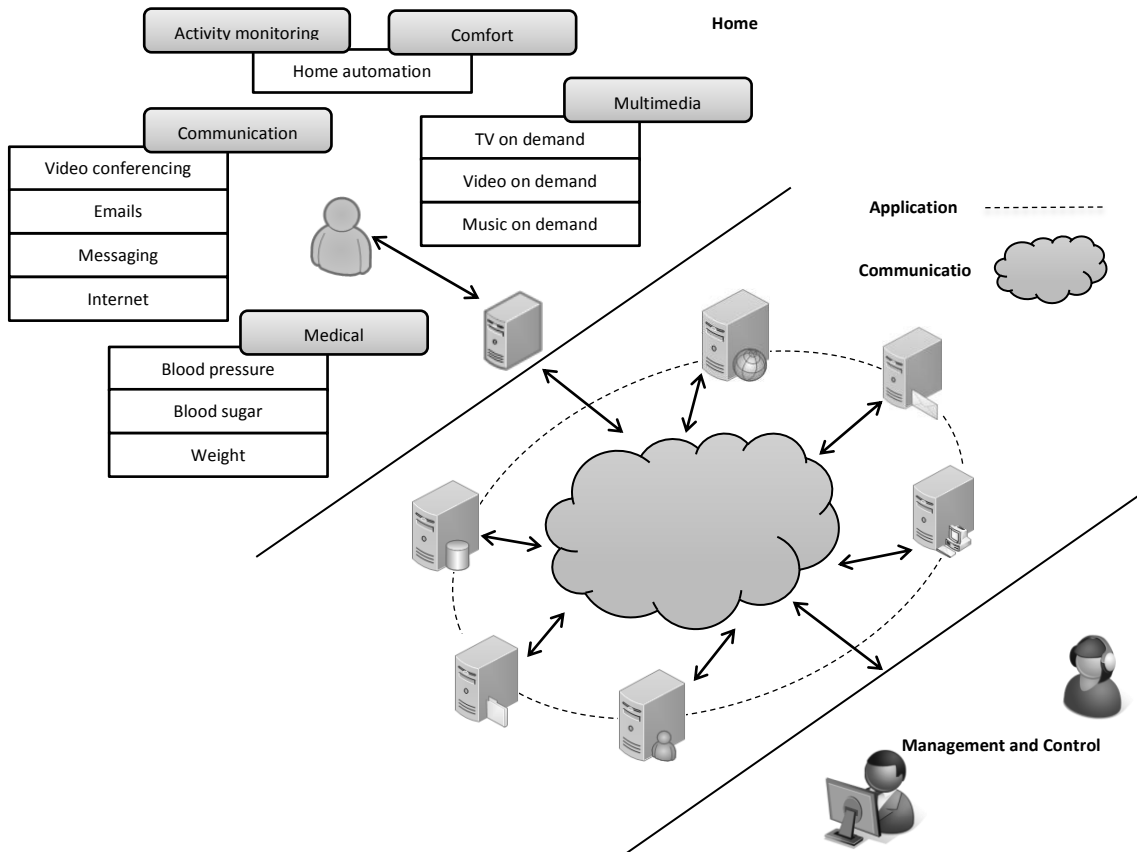 Activity monitoring
Comfort
Home
Home automation
Multimedia
TV on demand
Video on demand
Music on demand
Communication
Video conferencing
Emails
Messaging
Internet
Application
Communicatio
Medical
Blood pressure
Blood sugar
Weight
Management and Control